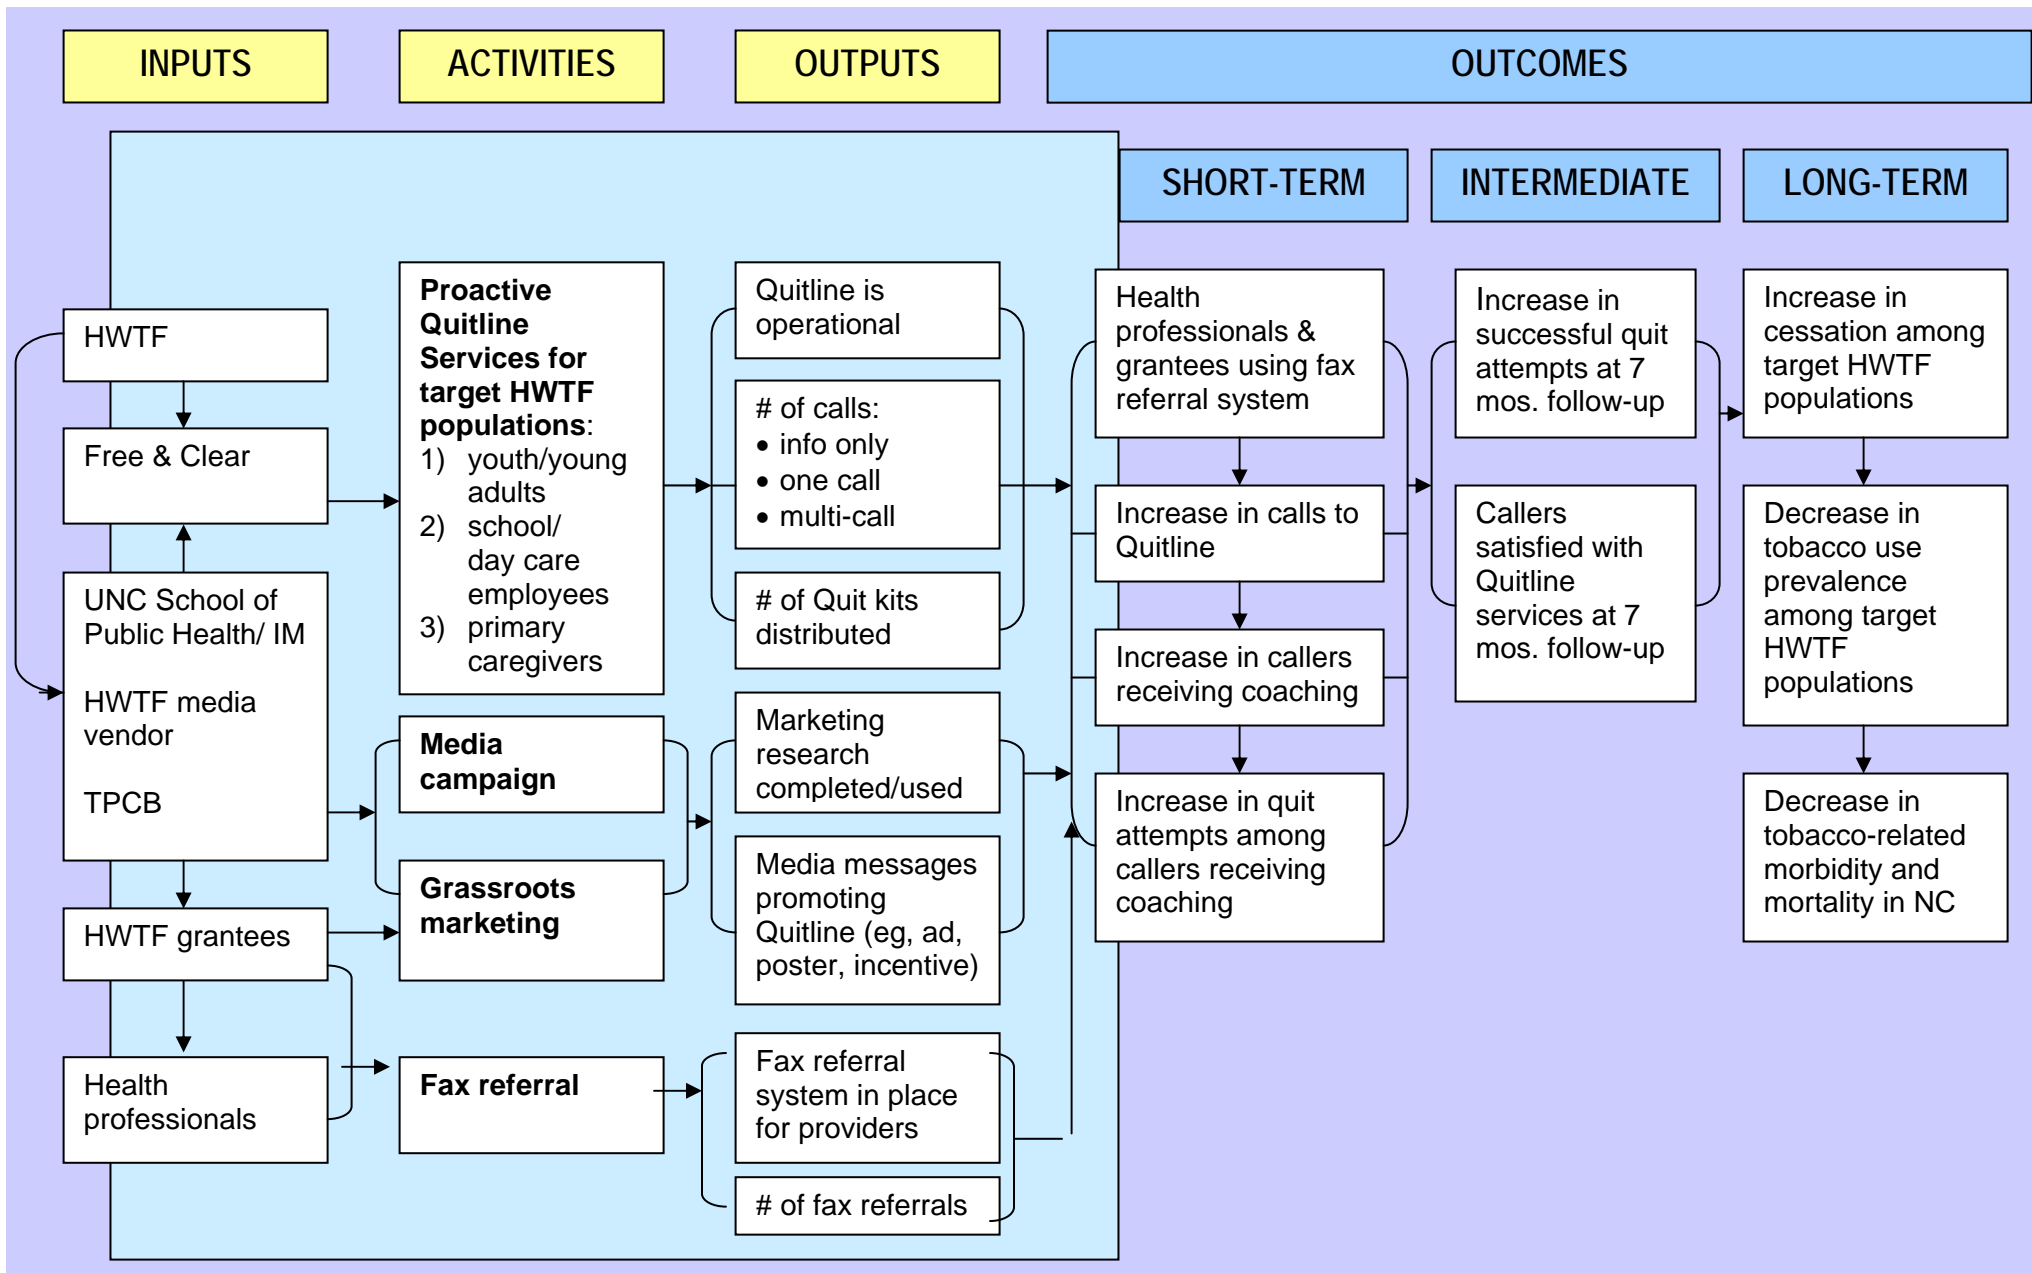 INPUTS
ACTIVITIES
OUTPUTS
OUTCOMES
SHORT-TERM
INTERMEDIATE
LONG-TERM
HWTF
Free & Clear
UNC School of
Public Health/ IM
HWTF media
vendor
TPCB
HWTF grantees
Health
professionals
Proactive
Quitline
Services for
target HWTF
populations:
1) youth/young
adults
2) school/
day care
employees
3) primary
caregivers
Media
campaign
Grassroots
marketing
Fax referral
Quitline is
operational
# of calls:
• info only
• one call
• multi-call
# of Quit kits
distributed
Marketing
research
completed/used
Media messages
promoting
Quitline (eg, ad,
poster, incentive)
Fax referral
system in place
for providers
# of fax referrals
Health
professionals &
grantees using fax
referral system
Increase in calls to
Quitline
Increase in callers
receiving coaching
Increase in quit
attempts among
callers receiving
coaching
Increase in
successful quit
attempts at 7
mos. follow-up
Callers
satisfied with
Quitline
services at 7
mos. follow-up
Increase in
cessation among
target HWTF
populations
Decrease in
tobacco use
prevalence
among target
HWTF
populations
Decrease in
tobacco-related
morbidity and
mortality in NC